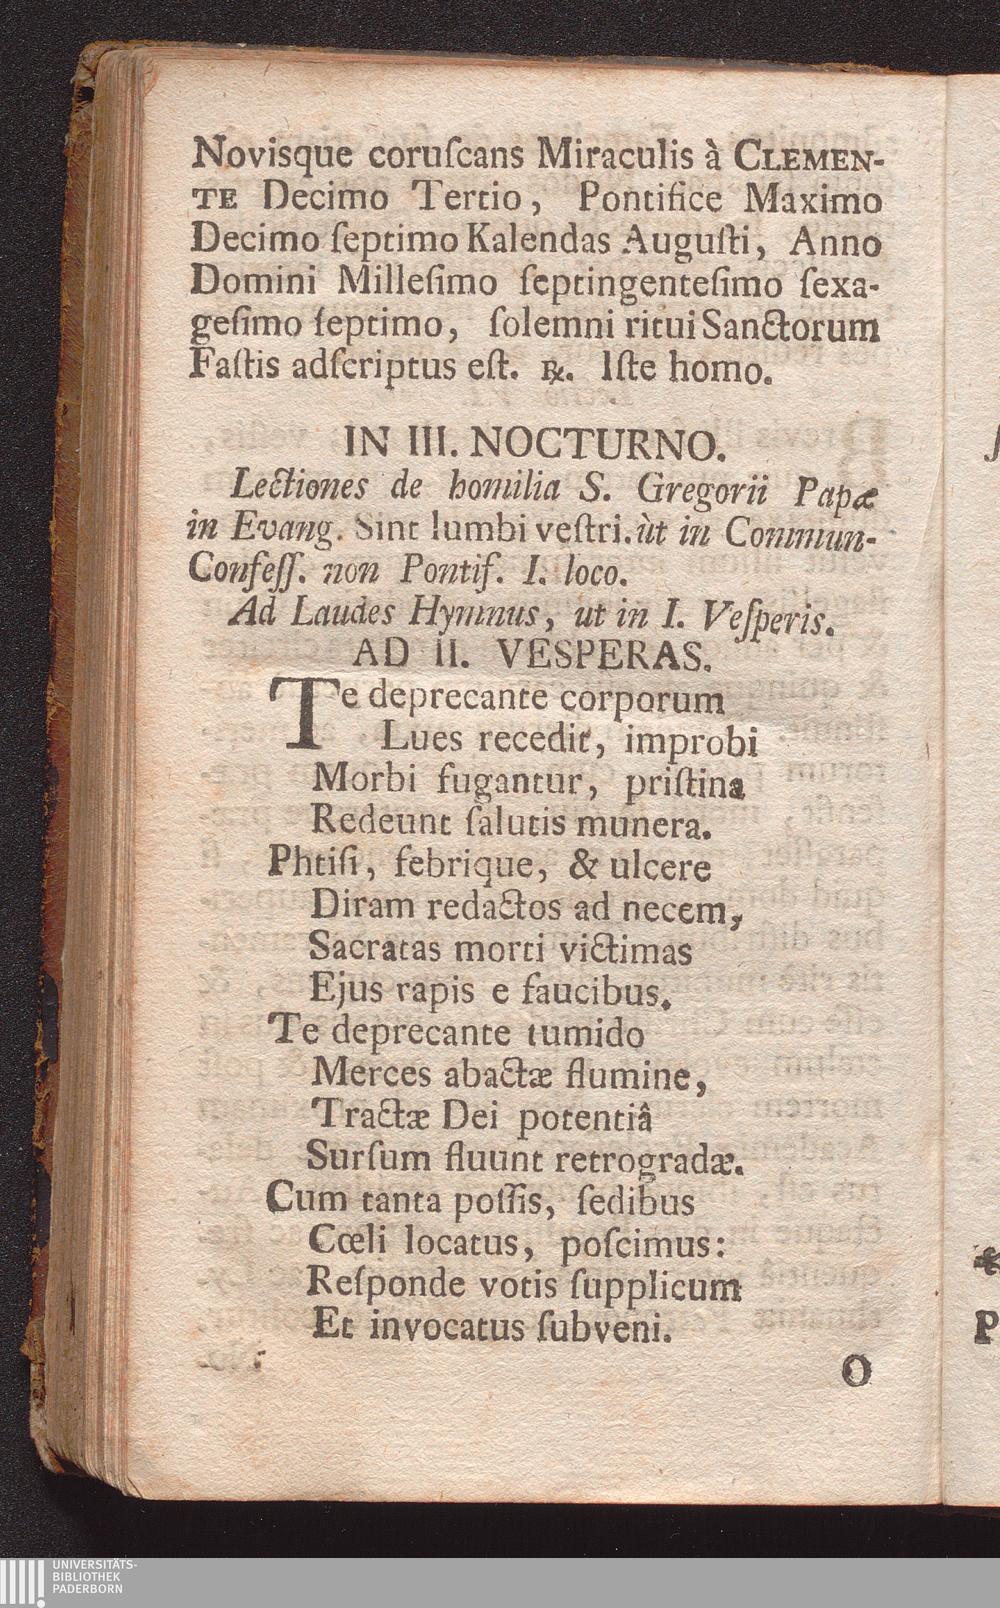 Novisque coruſcans Miraculis à CLEMEN-
TE Decimo Tertio, Pontifice Maximo
Decimo ſeptimo Kalendas Auguſti, Anno
Domini Milleſimo ſeptingenteſimo ſexa-
geſimo ſeptimo, ſolemni ritui Sanctorum
Faſtis adſcriptus eſt. ℞. Iſte homo.
IN III. NOCTURNO.
Lectiones de homilia S. Gregorii Papæ
in Evang. Sint lumbi veſtri. ùt in Commun-
Confeſſ. non Pontif. I. loco.
Ad Laudes Hymnus, ut in I. Veſperis.
AD II. VESPERAS.
Te deprecante corporum
Lues recedit, improbi
Morbi fugantur, priſtina
Redeunt ſalutis munera.
Phtiſi, febrique, & ulcere
Diram redactos ad necem,
Sacratas morti victimas
Ejus rapis e faucibus.
Te deprecante tumido
Merces abactæ flumine,
Tractæ Dei potentiâ
Surſum fluunt retrogradæ.
Cum tanta poſſis, ſedibus
Cœli locatus, poſcimus:
Reſponde votis ſupplicum
Et invocatus ſubveni.
O
P
UNIVERSITÄTS-
BIBLIOTHEK
PADERBORN